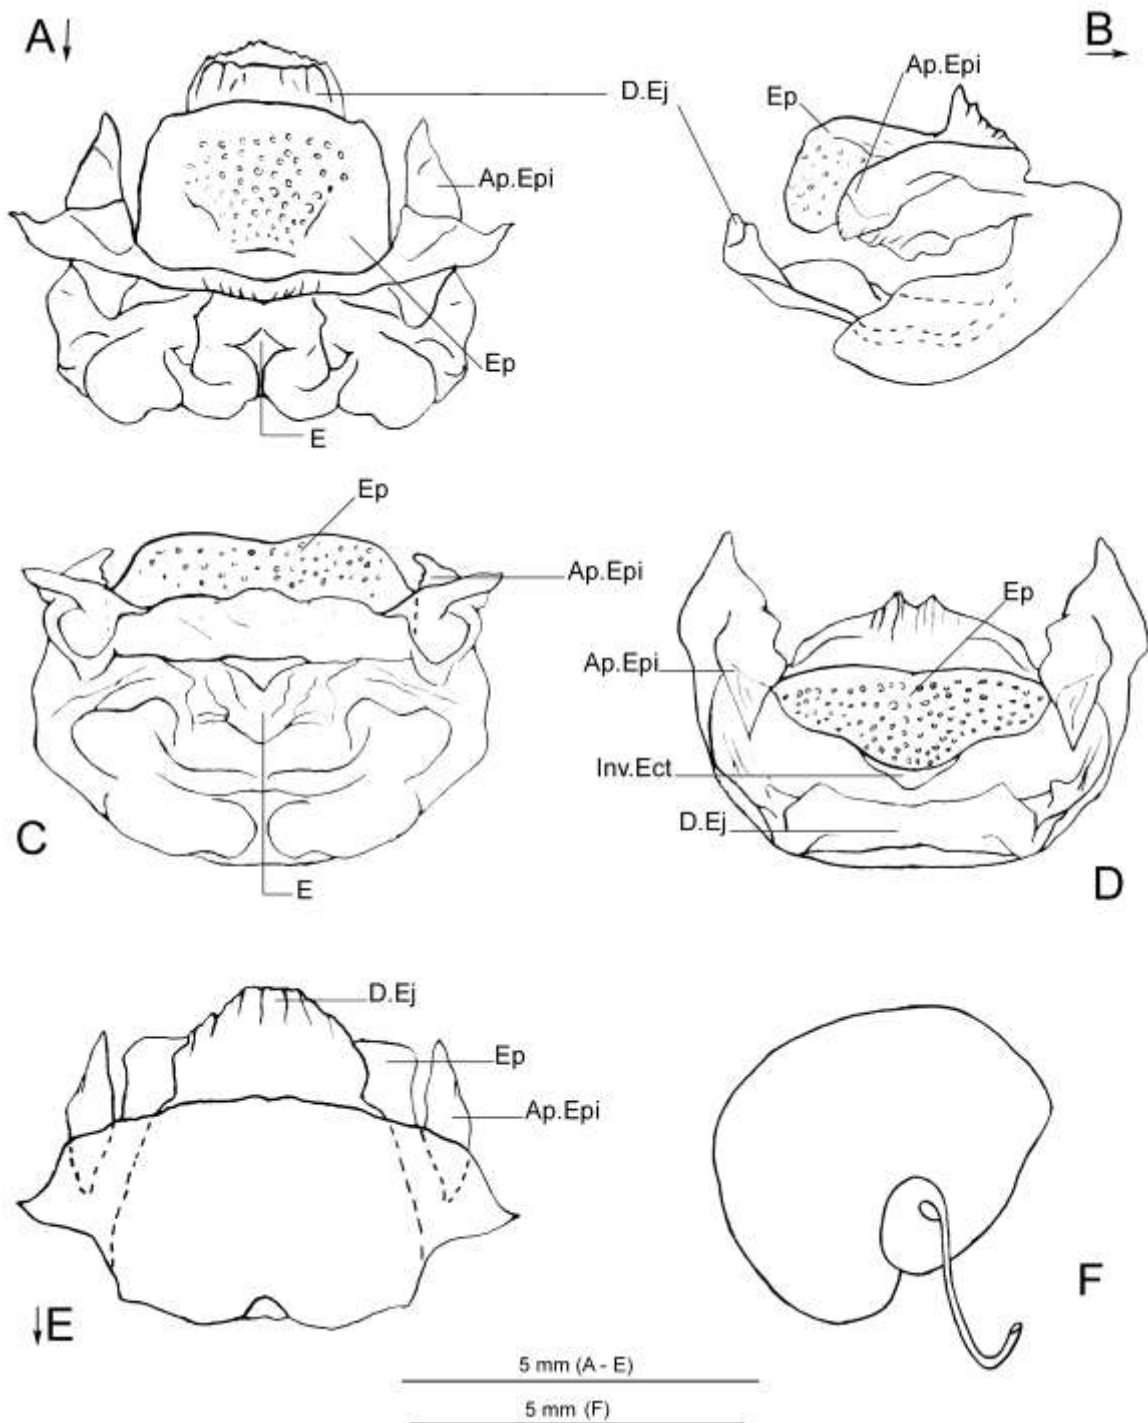 A
B
D.Ej
Ap.Epi
Ep
Ap.Epi
Ep
E
Ep
Ap.Epi
C
E
Ep
Ap.Epi
Inv.Ect
D.Ej
D
D.Ej
Ep
Ap.Epi
E
F
5 mm (A - E)
5 mm (F)